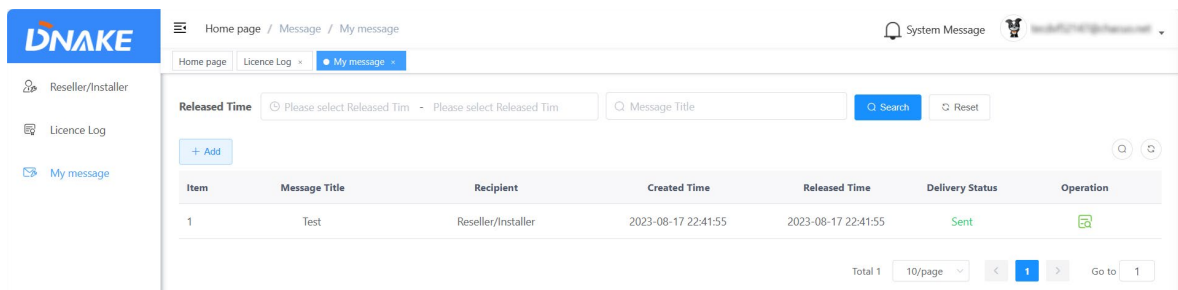 DNAKE
Home page / Message / My message
System Message
Home page
Licence Log ×
My message ×
Reseller/Installer
Licence Log
My message
Released Time
Please select Released Tim - Please select Released Tim
Message Title
Search
Reset
+ Add
Item Message Title Recipient Created Time Released Time Delivery Status Operation
1 Test Reseller/Installer 2023-08-17 22:41:55 2023-08-17 22:41:55 Sent
Total 1 10/page < 1 > Go to 1